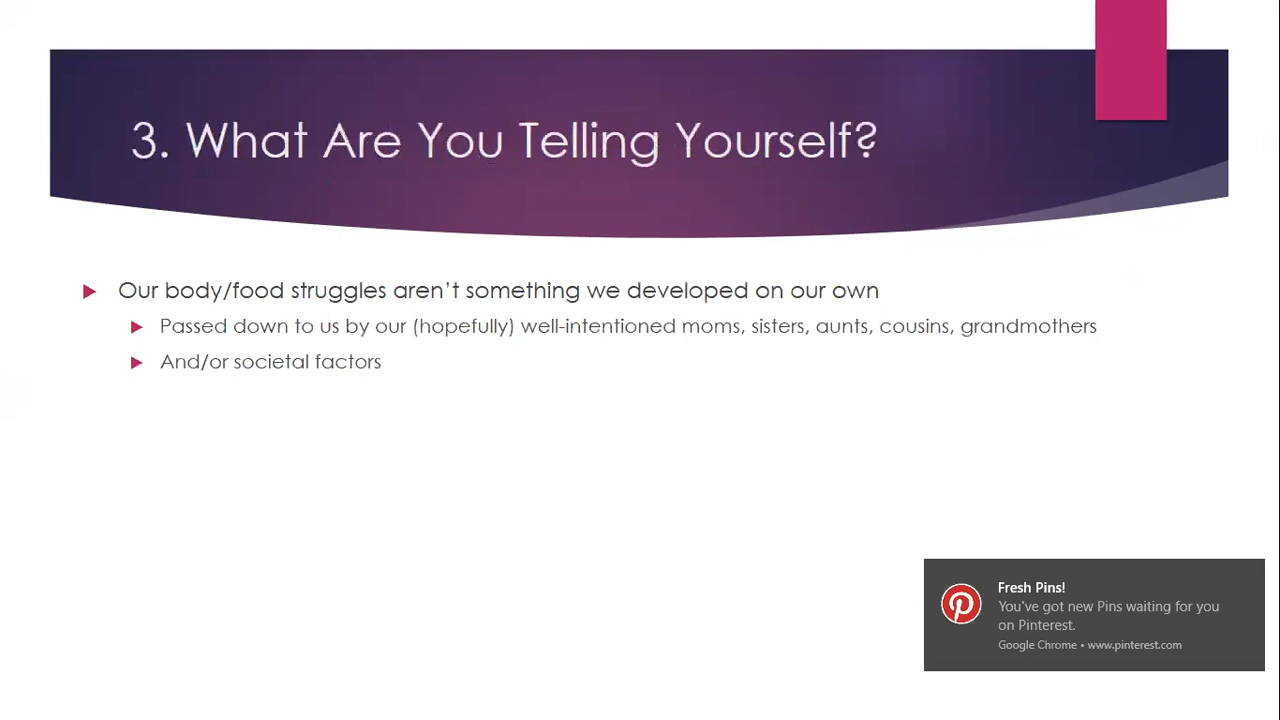 3. What Are You Telling Yourself?
Our body/food struggles aren't something we developed on our own
Passed down to us by our (hopefully) well-intentioned moms, sisters, aunts, cousins, grandmothers
And/or societal factors
Fresh Pins!
You've got new Pins waiting for you
on Pinterest.
Google Chrome • www.pinterest.com